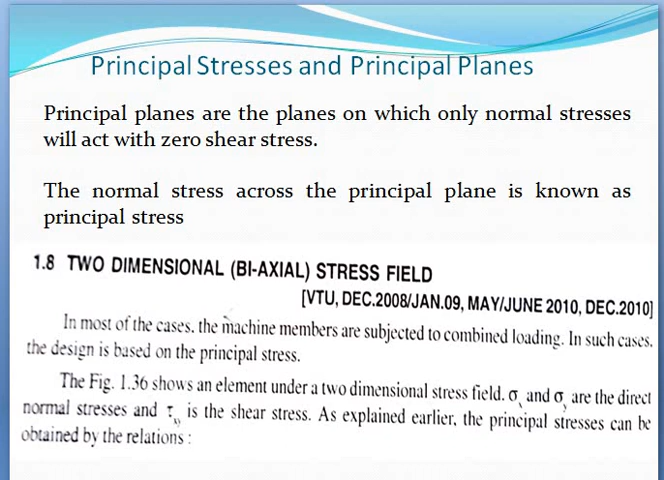 Principal Stresses and Principal Planes
Principal planes are the planes on which only normal stresses
will act with zero shear stress.
The normal stress across the principal plane is known as
principal stress
1.8 TWO DIMENSIONAL (BI-AXIAL) STRESS FIELD
[VTU, DEC.2008/JAN.09, MAY/JUNE 2010, DEC.2010]
In most of the cases. the machine members are subjected to combined loading. In such cases.
the design is based on the principal stress.
The Fig. 1.36 shows an element under a two dimensional stress field. σx and σy are the direct
normal stresses and τxy is the shear stress. As explained earlier, the principal stresses can be
obtained by the relations :